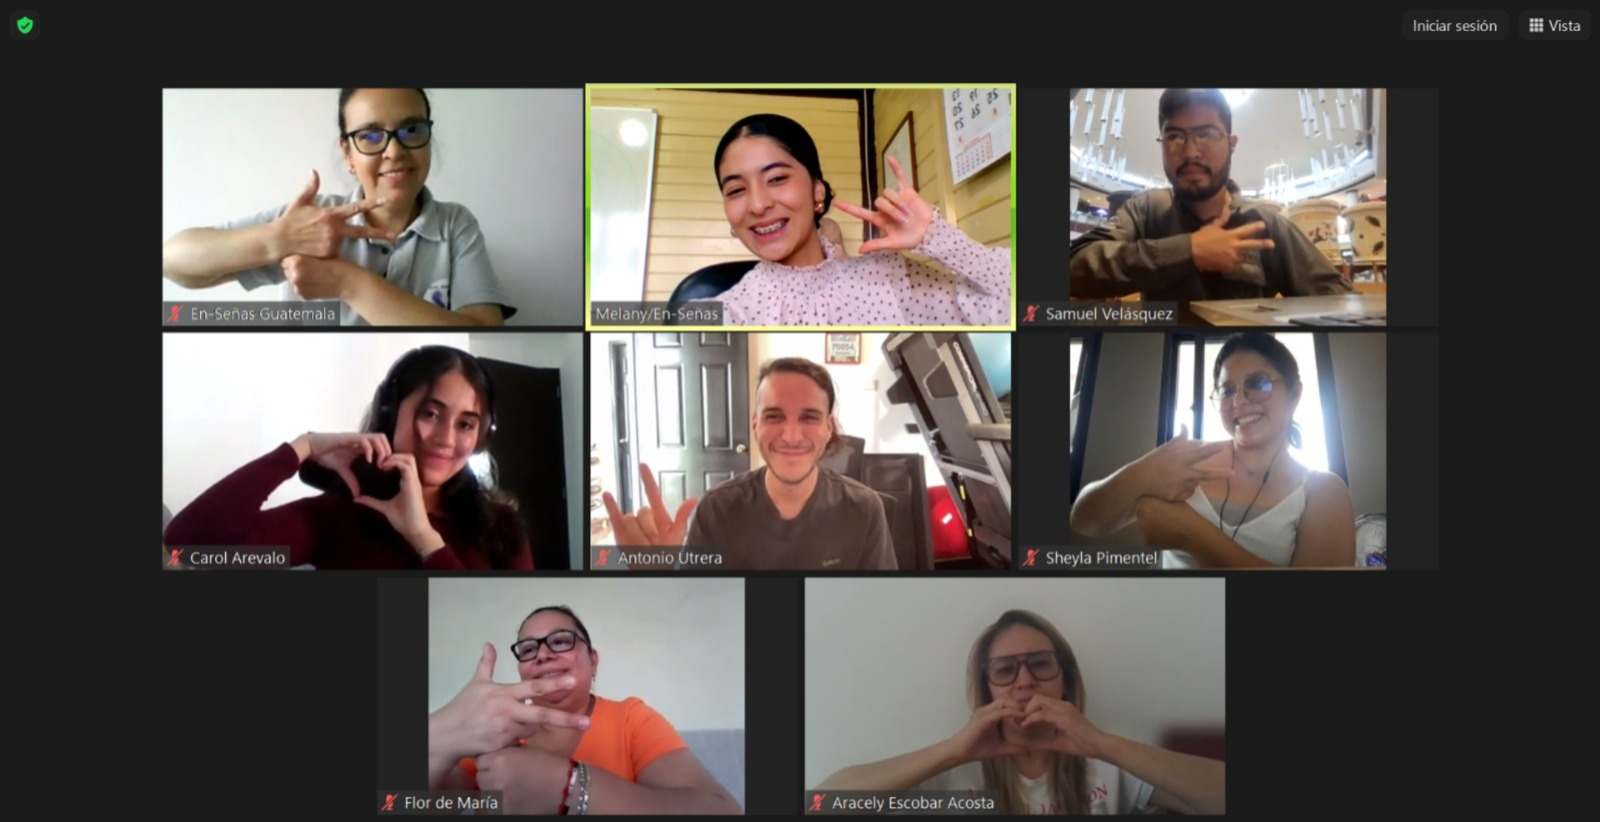 Iniciar sesión
Vista
En-Señas Guatemala
Melany/En-Señas
Samuel Velásquez
Carol Arevalo
Antonio Utrera
70054
Sheyla Pimentel
Flor de María
Aracely Escobar Acosta